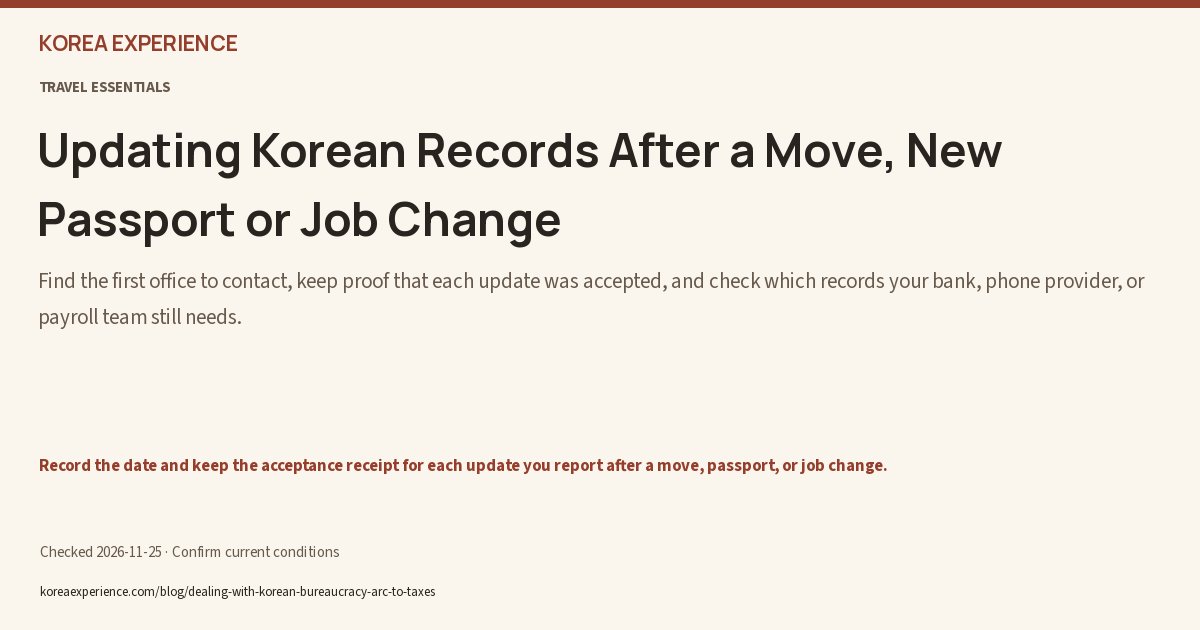 KOREA EXPERIENCE
TRAVEL ESSENTIALS
Updating Korean Records After a Move, New
Passport or Job Change
Find the first office to contact, keep proof that each update was accepted, and check which records your bank, phone provider, or
payroll team still needs.
Record the date and keep the acceptance receipt for each update you report after a move, passport, or job change.
Checked 2026-11-25 · Confirm current conditions
koreaexperience.com/blog/dealing-with-korean-bureaucracy-arc-to-taxes